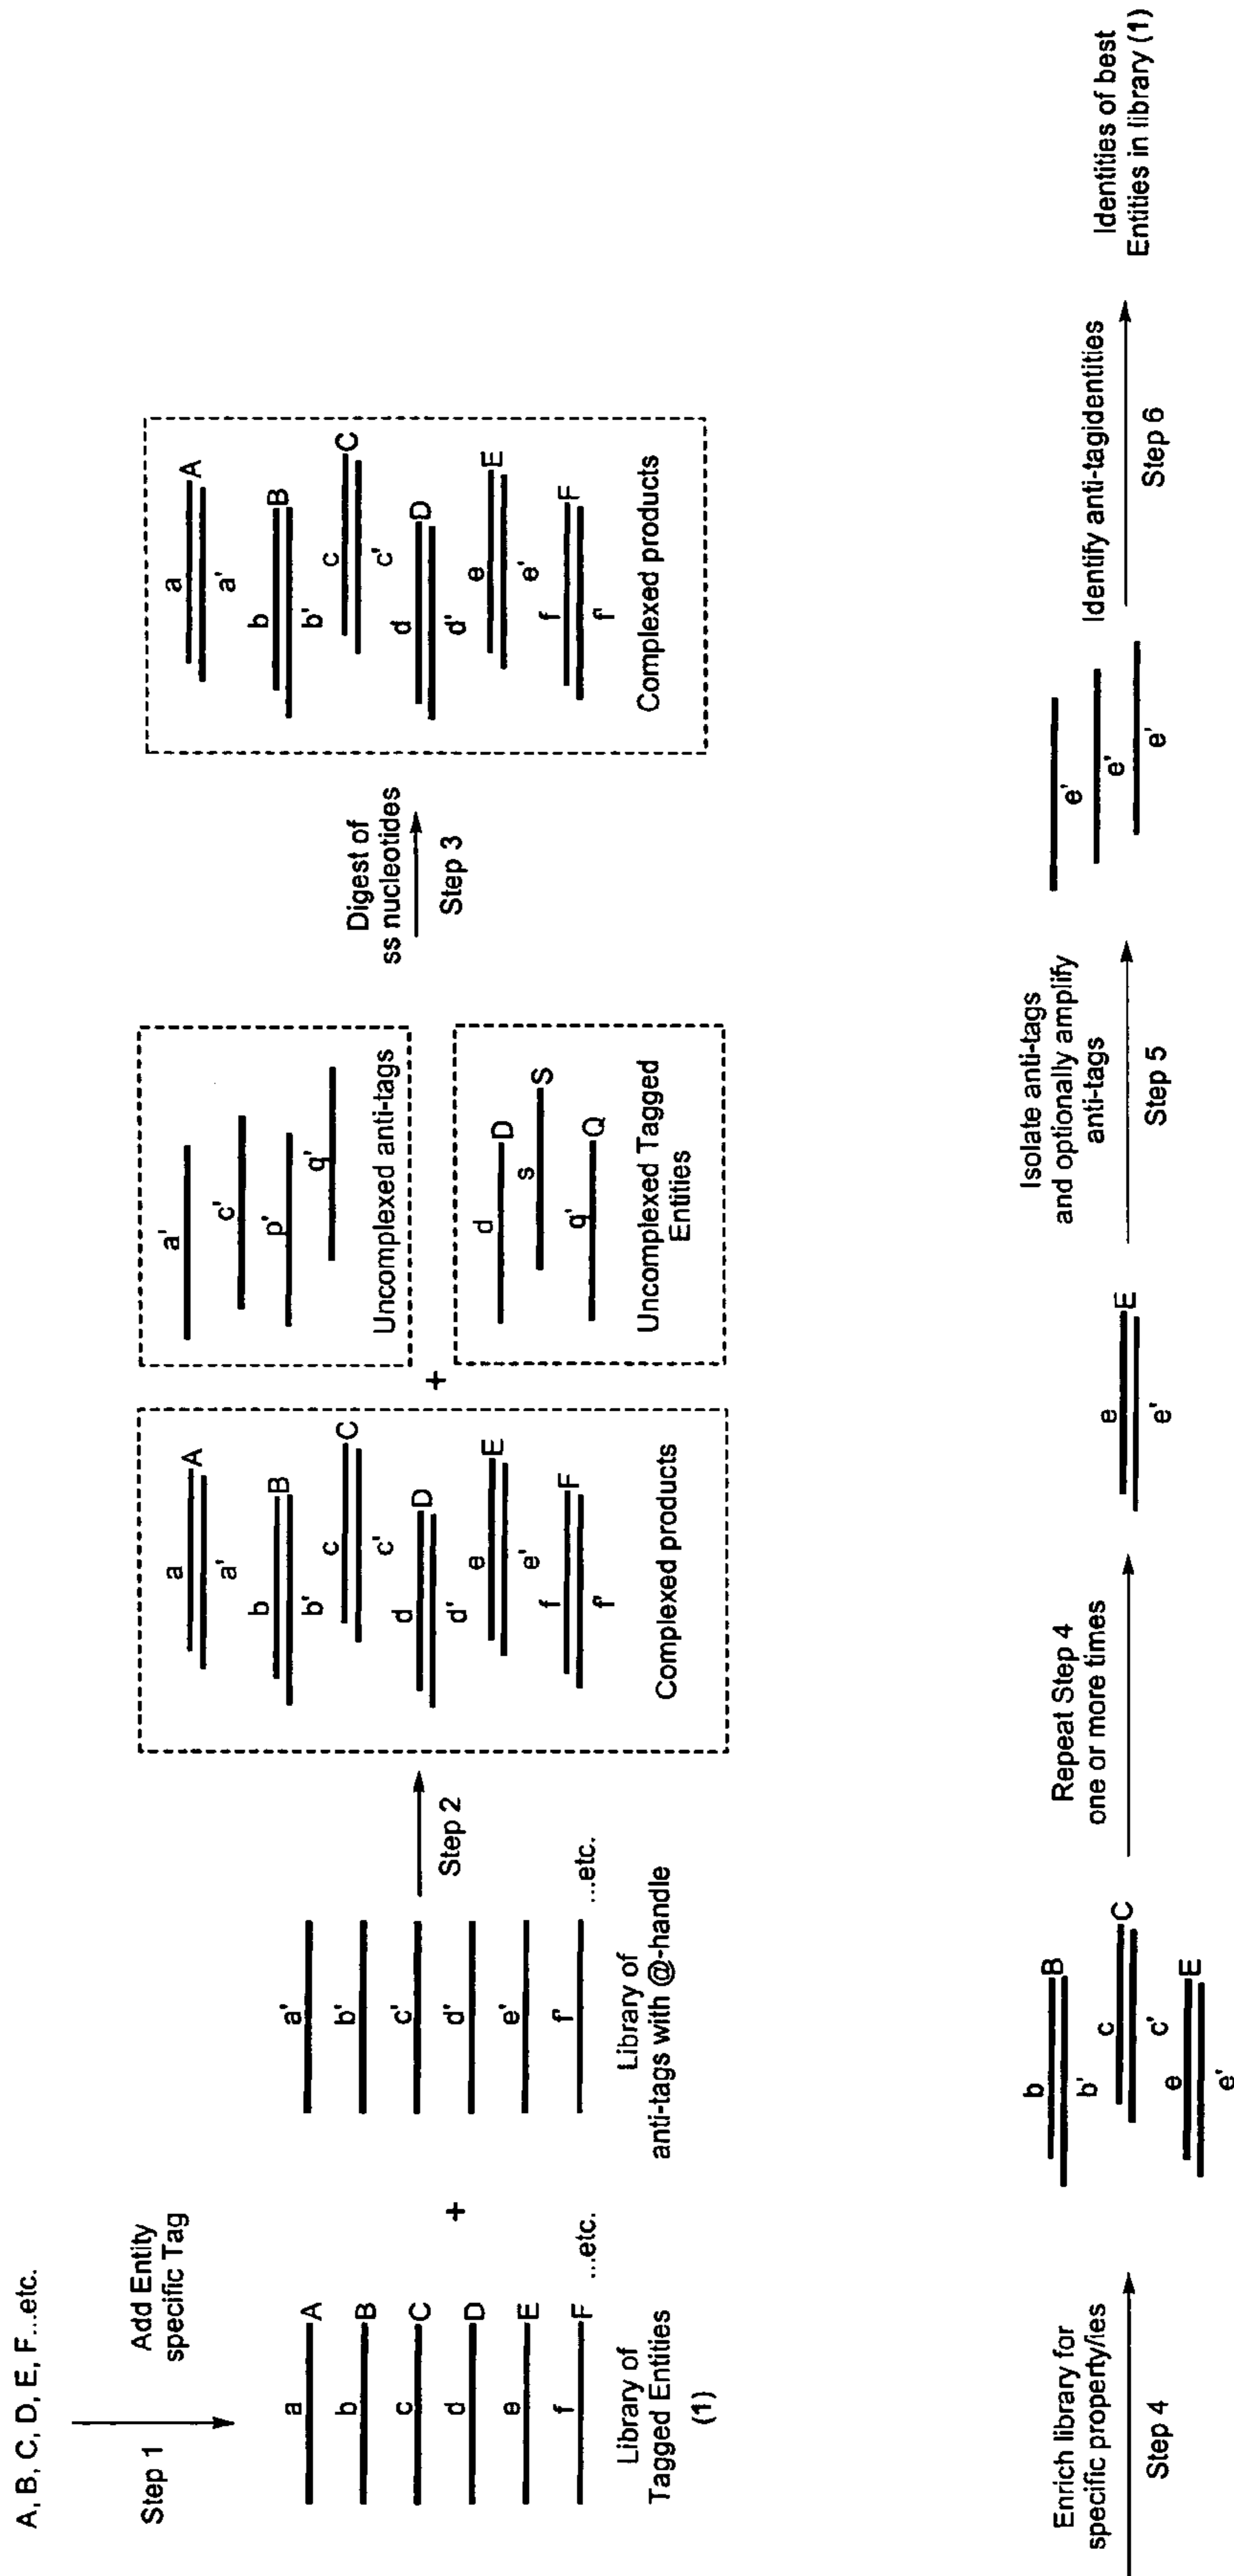 A, B, C, D, E, F...etc.
Step 1
Add Entity
specific Tag
a
A
b
B
c
C
d
D
e
E
f
F
...etc.
Library of
Tagged Entities
(1)
+
a'
b'
c'
d'
e'
f'
...etc.
Library of
anti-tags with @-handle
Step 2
a
A
a'
b
B
b'
c
C
c'
d
D
d'
e
E
e'
f
F
f'
Complexed products
+
a'
c'
p'
q'
Uncomplexed anti-tags
d
D
s
S
q'
Q
Uncomplexed Tagged
Entities
Digest of
ss nucleotides
Step 3
a
A
a'
b
B
b'
c
C
c'
d
D
d'
e
E
e'
f
F
f'
Complexed products
Enrich library for
specific property/ies
Step 4
b
B
b'
c
C
c'
e
E
e'
Repeat Step 4
one or more times
e
E
e'
Isolate anti-tags
and optionally amplify
anti-tags
Step 5
e'
e'
e'
Identify anti-tagidentities
Step 6
Identities of best
Entities in library (1)